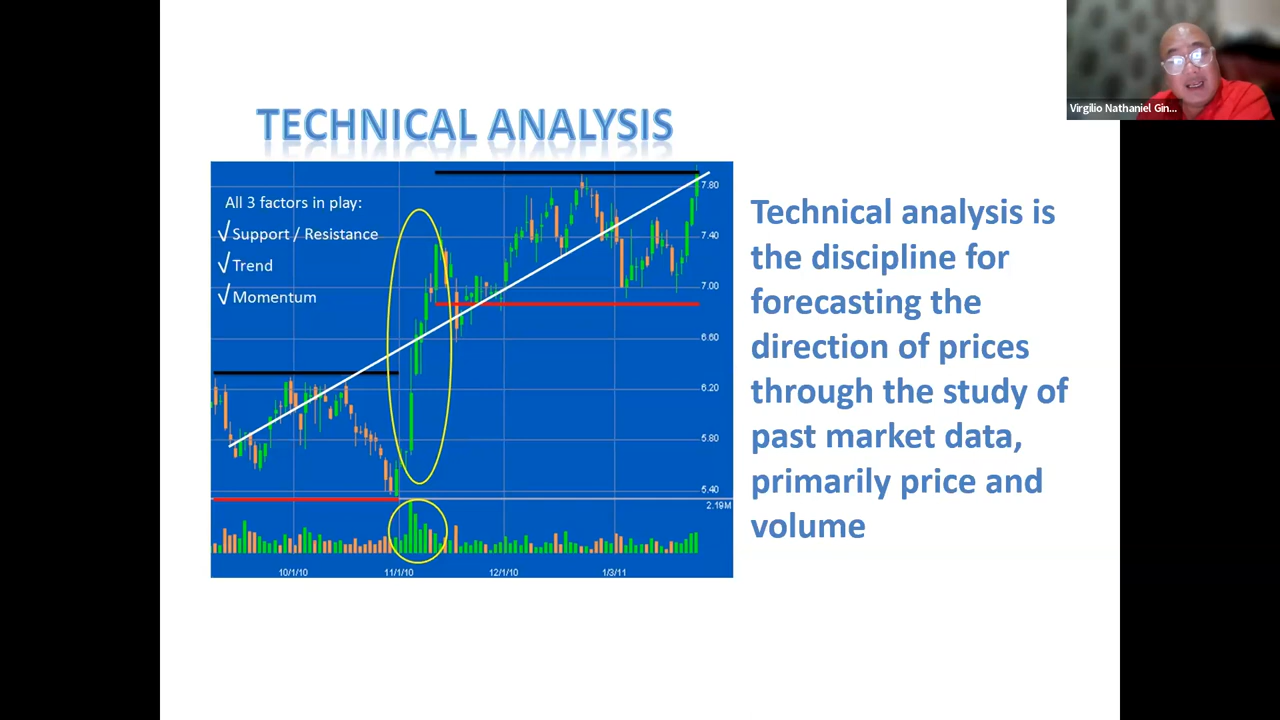 Virgilio Nathaniel Gin...
TECHNICAL ANALYSIS
All 3 factors in play:
√ Support / Resistance
√ Trend
√ Momentum
7.80
7.40
7.00
6.60
6.20
5.80
5.40
2.19M
10/1/10 11/1/10 12/1/10 1/3/11
Technical analysis is
the discipline for
forecasting the
direction of prices
through the study of
past market data,
primarily price and
volume